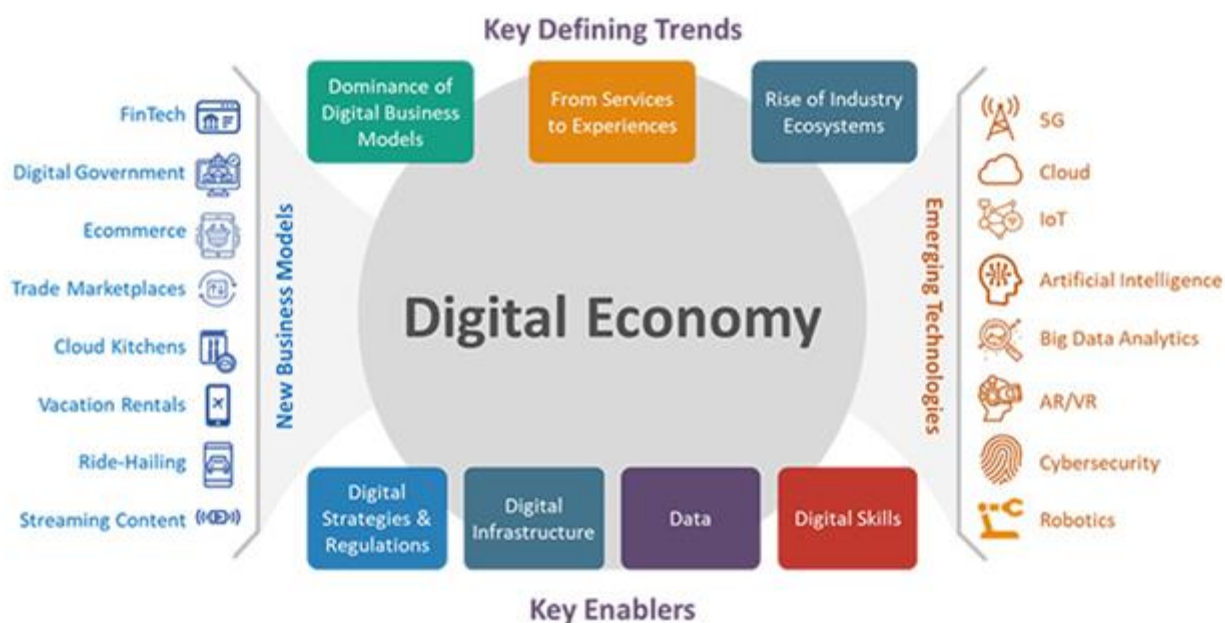 Key Defining Trends
Dominance of
Digital Business
Models
From Services
to Experiences
Rise of Industry
Ecosystems
FinTech
Digital Government
Ecommerce
Trade Marketplaces
Cloud Kitchens
Vacation Rentals
Ride-Hailing
Streaming Content
New Business Models
Digital Economy
Emerging Technologies
5G
Cloud
IoT
Artificial Intelligence
Big Data Analytics
AR/VR
Cybersecurity
Robotics
Digital
Strategies &
Regulations
Digital
Infrastructure
Data
Digital Skills
Key Enablers